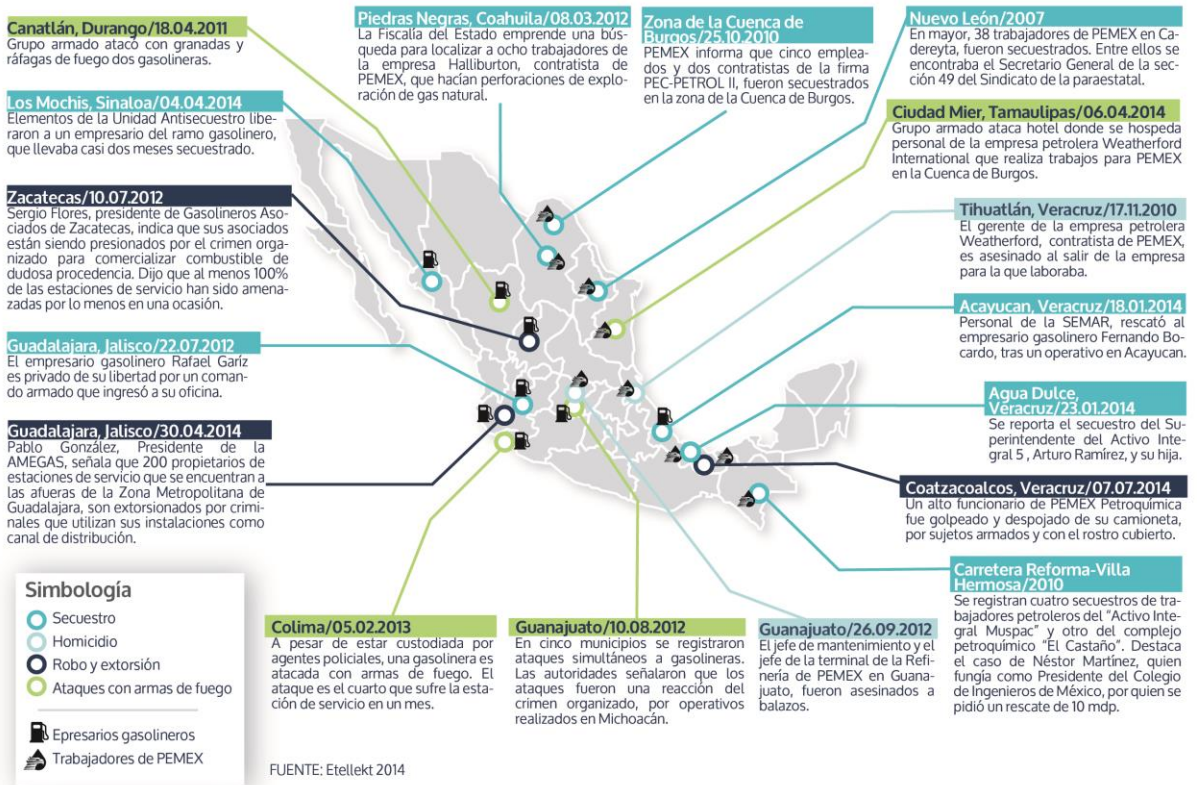 Canatlán, Durango/18.04.2011
Grupo armado atacó con granadas y
ráfagas de fuego dos gasolineras.
Los Mochis, Sinaloa/04.04.2014
Elementos de la Unidad Antisecuestro libe-
raron a un empresario del ramo gasolinero,
que llevaba casi dos meses secuestrado.
Zacatecas/10.07.2012
Sergio Flores, presidente de Gasolineros Aso-
ciados de Zacatecas, indica que sus asociados
están siendo presionados por el crimen orga-
nizado para comercializar combustible de
dudosa procedencia. Dijo que al menos 100%
de las estaciones de servicio han sido amena-
zadas por lo menos en una ocasión.
Guadalajara, Jalisco/22.07.2012
El empresario gasolinero Rafael Garíz
es privado de su libertad por un coman-
do armado que ingresó a su oficina.
Guadalajara, Jalisco/30.04.2014
Pablo González, Presidente de la
AMEGAS, señala que 200 propietarios de
estaciones de servicio que se encuentran a
las afueras de la Zona Metropolitana de
Guadalajara, son extorsionados por crimi-
nales que utilizan sus instalaciones como
canal de distribución.
Piedras Negras, Coahuila/08.03.2012
La Fiscalía del Estado emprende una bús-
queda para localizar a ocho trabajadores de
la empresa Halliburton, contratista de
PEMEX, que hacían perforaciones de explo-
ración de gas natural.
Zona de la Cuenca de
Burgos/25.10.2010
PEMEX informa que cinco emplea-
dos y dos contratistas de la firma
PEC-PETROL II, fueron secuestrados
en la zona de la Cuenca de Burgos.
Nuevo León/2007
En mayor, 38 trabajadores de PEMEX en Ca-
dereyta, fueron secuestrados. Entre ellos se
encontraba el Secretario General de la sec-
ción 49 del Sindicato de la paraestatal.
Ciudad Mier, Tamaulipas/06.04.2014
Grupo armado ataca hotel donde se hospeda
personal de la empresa petrolera Weatherford
International que realiza trabajos para PEMEX
en la Cuenca de Burgos.
Tihuatlán, Veracruz/17.11.2010
El gerente de la empresa petrolera
Weatherford, contratista de PEMEX,
es asesinado al salir de la empresa
para la que laboraba.
Acayucan, Veracruz/18.01.2014
Personal de la SEMAR, rescató al
empresario gasolinero Fernando Bo-
cardo, tras un operativo en Acayucan.
Agua Dulce,
Veracruz/23.01.2014
Se reporta el secuestro del Su-
perintendente del Activo Inte-
gral 5 , Arturo Ramírez, y su hija.
Coatzacoalcos, Veracruz/07.07.2014
Un alto funcionario de PEMEX Petroquímica
fue golpeado y despojado de su camioneta,
por sujetos armados y con el rostro cubierto.
Carretera Reforma-Villa
Hermosa/2010
Se registran cuatro secuestros de tra-
bajadores petroleros del "Activo Inte-
gral Muspac" y otro del complejo
petroquímico "El Castaño". Destaca
el caso de Néstor Martínez, quien
fungía como Presidente del Colegio
de Ingenieros de México, por quien se
pidió un rescate de 10 mdp.
Simbología
Secuestro
Homicidio
Robo y extorsión
Ataques con armas de fuego
Epresarios gasolineros
Trabajadores de PEMEX
Colima/05.02.2013
A pesar de estar custodiada por
agentes policiales, una gasolinera es
atacada con armas de fuego. El
ataque es el cuarto que sufre la esta-
ción de servicio en un mes.
Guanajuato/10.08.2012
En cinco municipios se registraron
ataques simultáneos a gasolineras.
Las autoridades señalaron que los
ataques fueron una reacción del
crimen organizado, por operativos
realizados en Michoacán.
Guanajuato/26.09.2012
El jefe de mantenimiento y el
jefe de la terminal de la Refi-
nería de PEMEX en Guana-
juato, fueron asesinados a
balazos.
FUENTE: Etellekt 2014